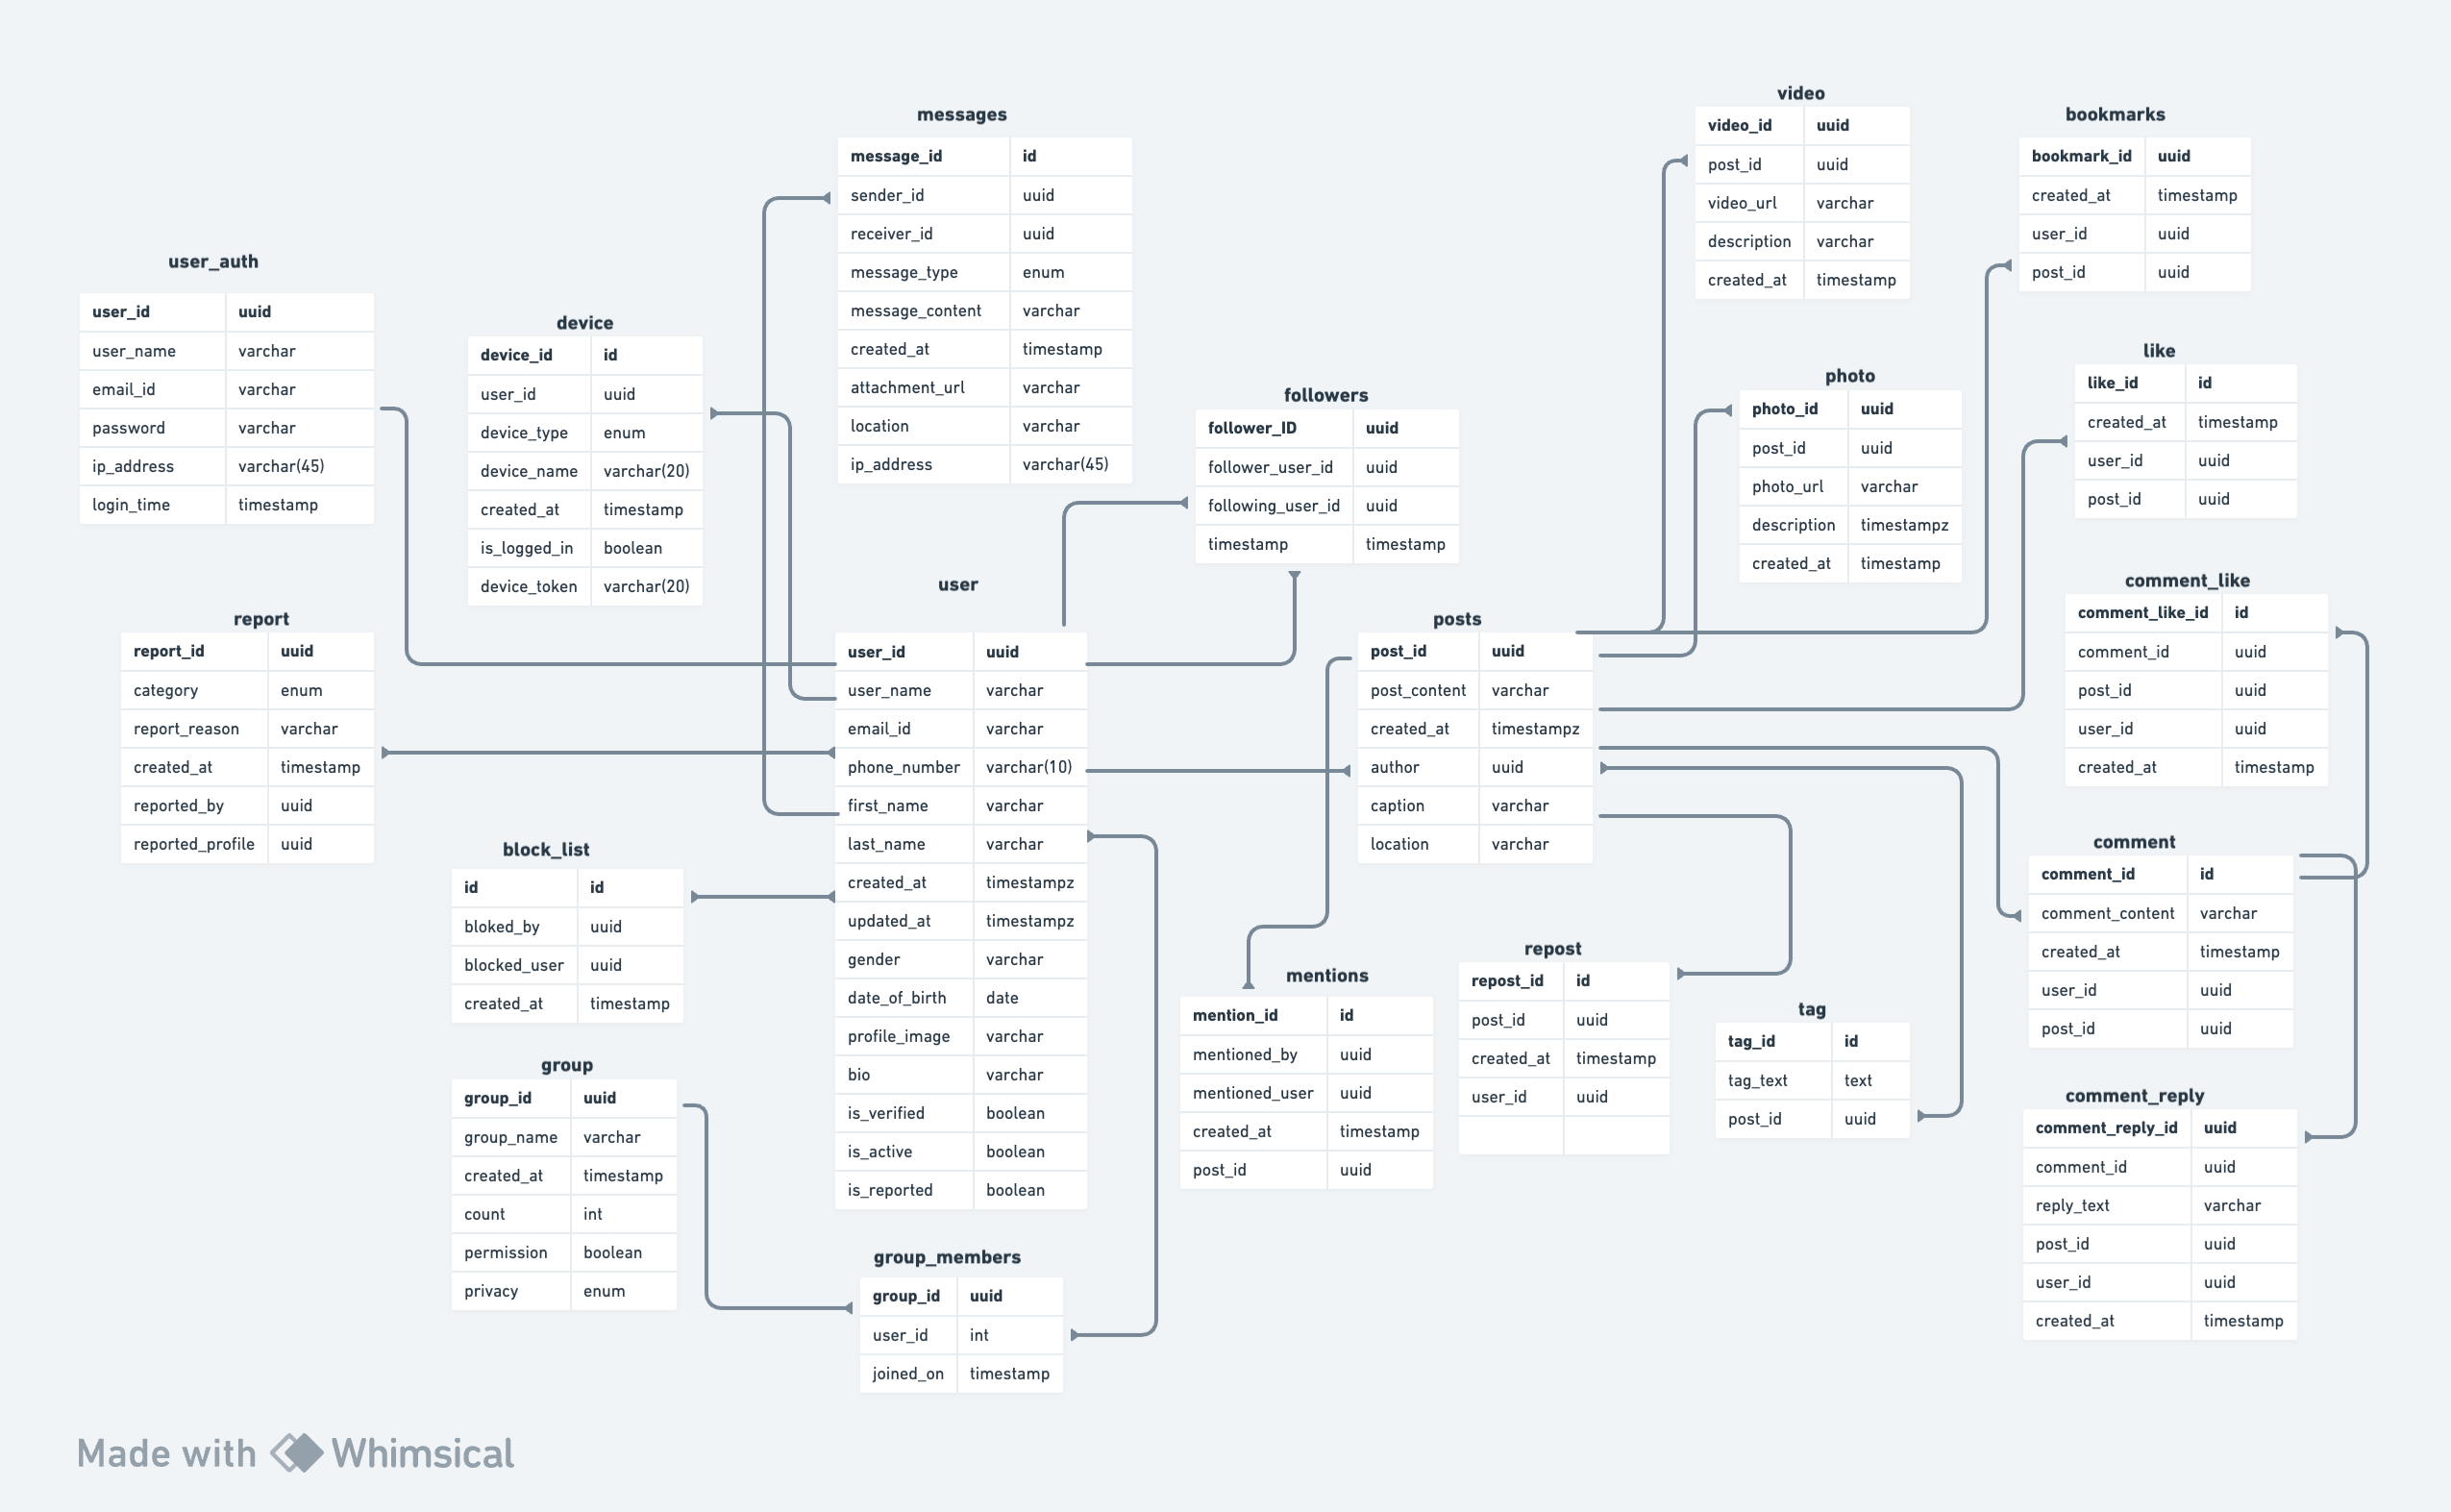 messages
message_id id
sender_id uuid
receiver_id uuid
message_type enum
message_content varchar
created_at timestamp
attachment_url varchar
location varchar
ip_address varchar(45)
video
video_id uuid
post_id uuid
video_url varchar
description varchar
created_at timestamp
bookmarks
bookmark_id uuid
created_at timestamp
user_id uuid
post_id uuid
user_auth
user_id uuid
user_name varchar
email_id varchar
password varchar
ip_address varchar(45)
login_time timestamp
device
device_id id
user_id uuid
device_type enum
device_name varchar(20)
created_at timestamp
is_logged_in boolean
device_token varchar(20)
followers
follower_ID uuid
follower_user_id uuid
following_user_id uuid
timestamp timestamp
photo
photo_id uuid
post_id uuid
photo_url varchar
description timestampz
created_at timestamp
like
like_id id
created_at timestamp
user_id uuid
post_id uuid
comment_like
comment_like_id id
comment_id uuid
post_id uuid
user_id uuid
created_at timestamp
report
report_id uuid
category enum
report_reason varchar
created_at timestamp
reported_by uuid
reported_profile uuid
user
user_id uuid
user_name varchar
email_id varchar
phone_number varchar(10)
first_name varchar
last_name varchar
created_at timestampz
updated_at timestampz
gender varchar
date_of_birth date
profile_image varchar
bio varchar
is_verified boolean
is_active boolean
is_reported boolean
posts
post_id uuid
post_content varchar
created_at timestampz
author uuid
caption varchar
location varchar
block_list
id id
bloked_by uuid
blocked_user uuid
created_at timestamp
comment
comment_id id
comment_content varchar
created_at timestamp
user_id uuid
post_id uuid
mentions
mention_id id
mentioned_by uuid
mentioned_user uuid
created_at timestamp
post_id uuid
repost
repost_id id
post_id uuid
created_at timestamp
user_id uuid
tag
tag_id id
tag_text text
post_id uuid
group
group_id uuid
group_name varchar
created_at timestamp
count int
permission boolean
privacy enum
comment_reply
comment_reply_id uuid
comment_id uuid
reply_text varchar
post_id uuid
user_id uuid
created_at timestamp
group_members
group_id uuid
user_id int
joined_on timestamp
Made with Whimsical